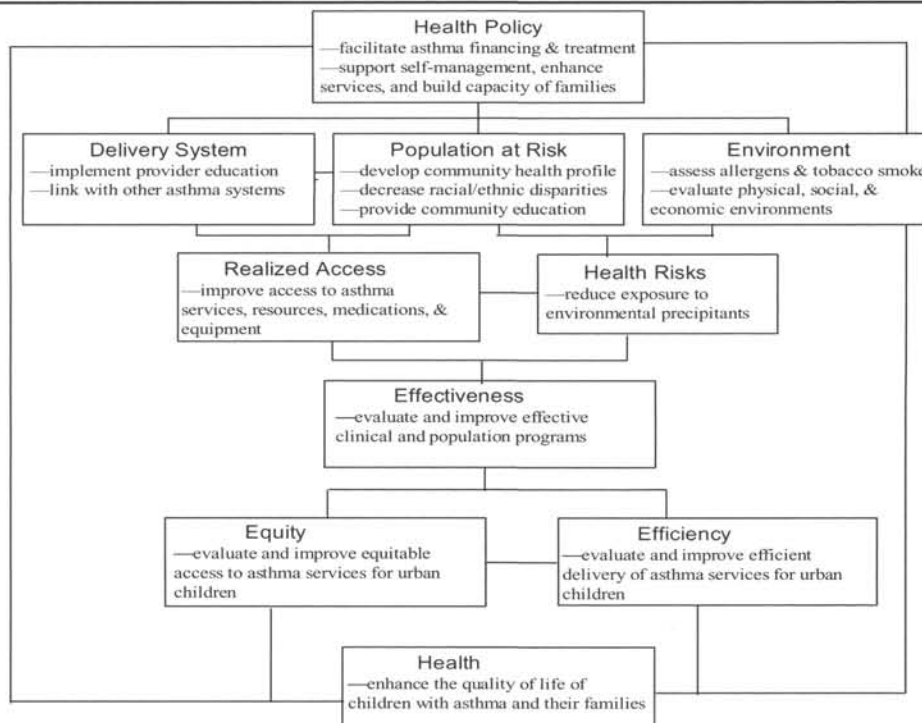 Health Policy
—facilitate asthma financing & treatment
—support self-management, enhance
services, and build capacity of families
Delivery System
—implement provider education
—link with other asthma systems
Population at Risk
—develop community health profile
—decrease racial/ethnic disparities
—provide community education
Environment
—assess allergens & tobacco smoke
—evaluate physical, social, &
economic environments
Realized Access
—improve access to asthma
services, resources, medications, &
equipment
Health Risks
—reduce exposure to
environmental precipitants
Effectiveness
—evaluate and improve effective
clinical and population programs
Equity
—evaluate and improve equitable
access to asthma services for urban
children
Efficiency
—evaluate and improve efficient
delivery of asthma services for urban
children
Health
—enhance the quality of life of
children with asthma and their families